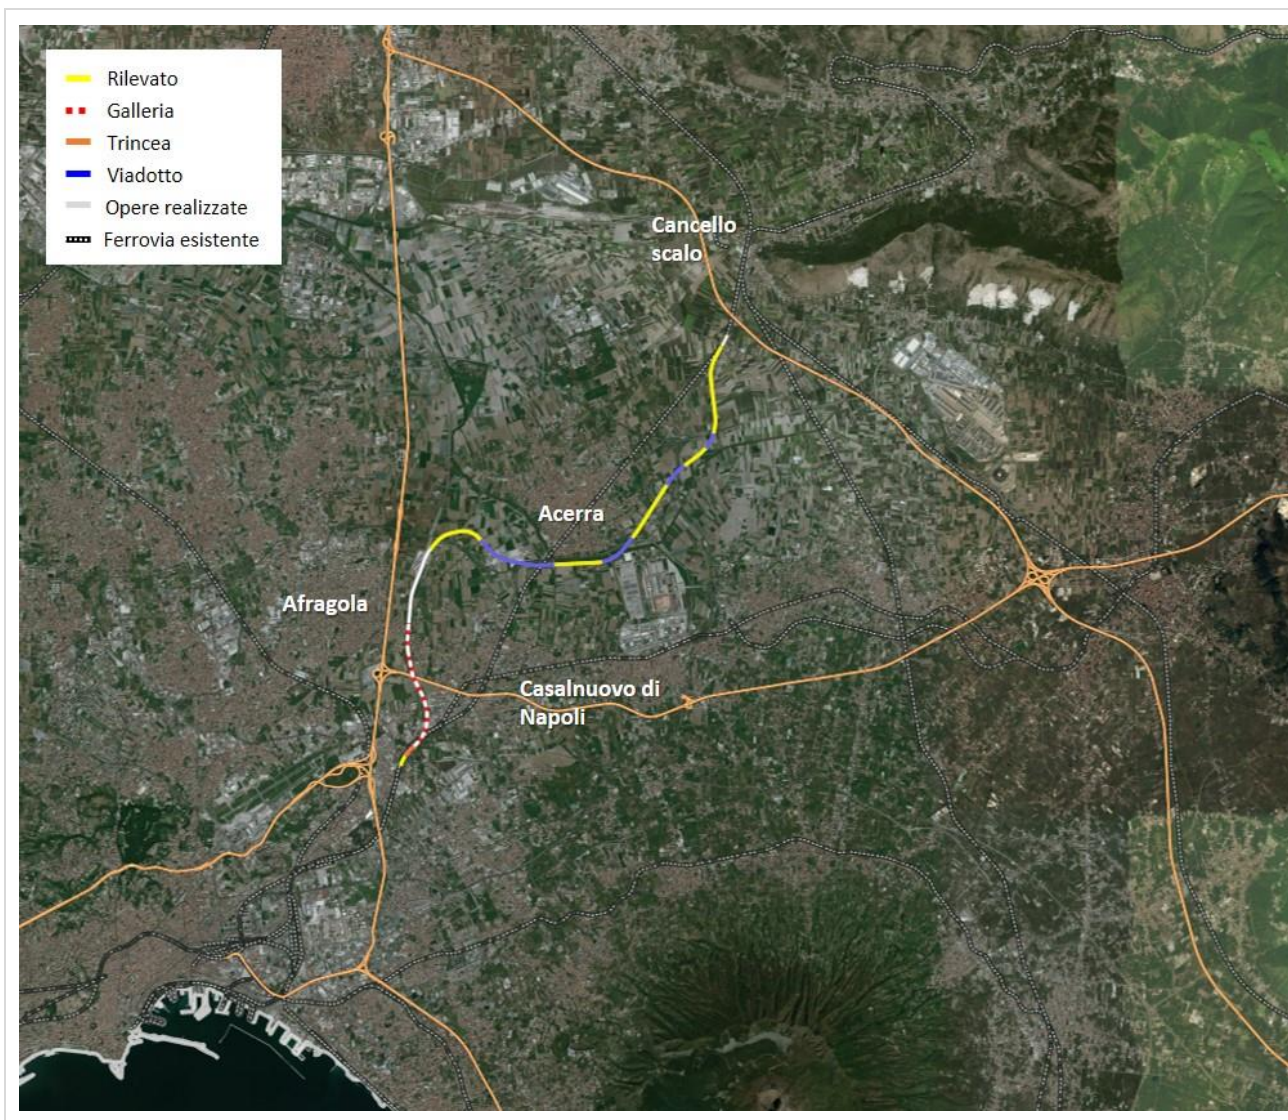 Rilevato
Galleria
Trincea
Viadotto
Opere realizzate
Ferrovia esistente
Cancello
scalo
Acerra
Afragola
Casalnuovo di
Napoli